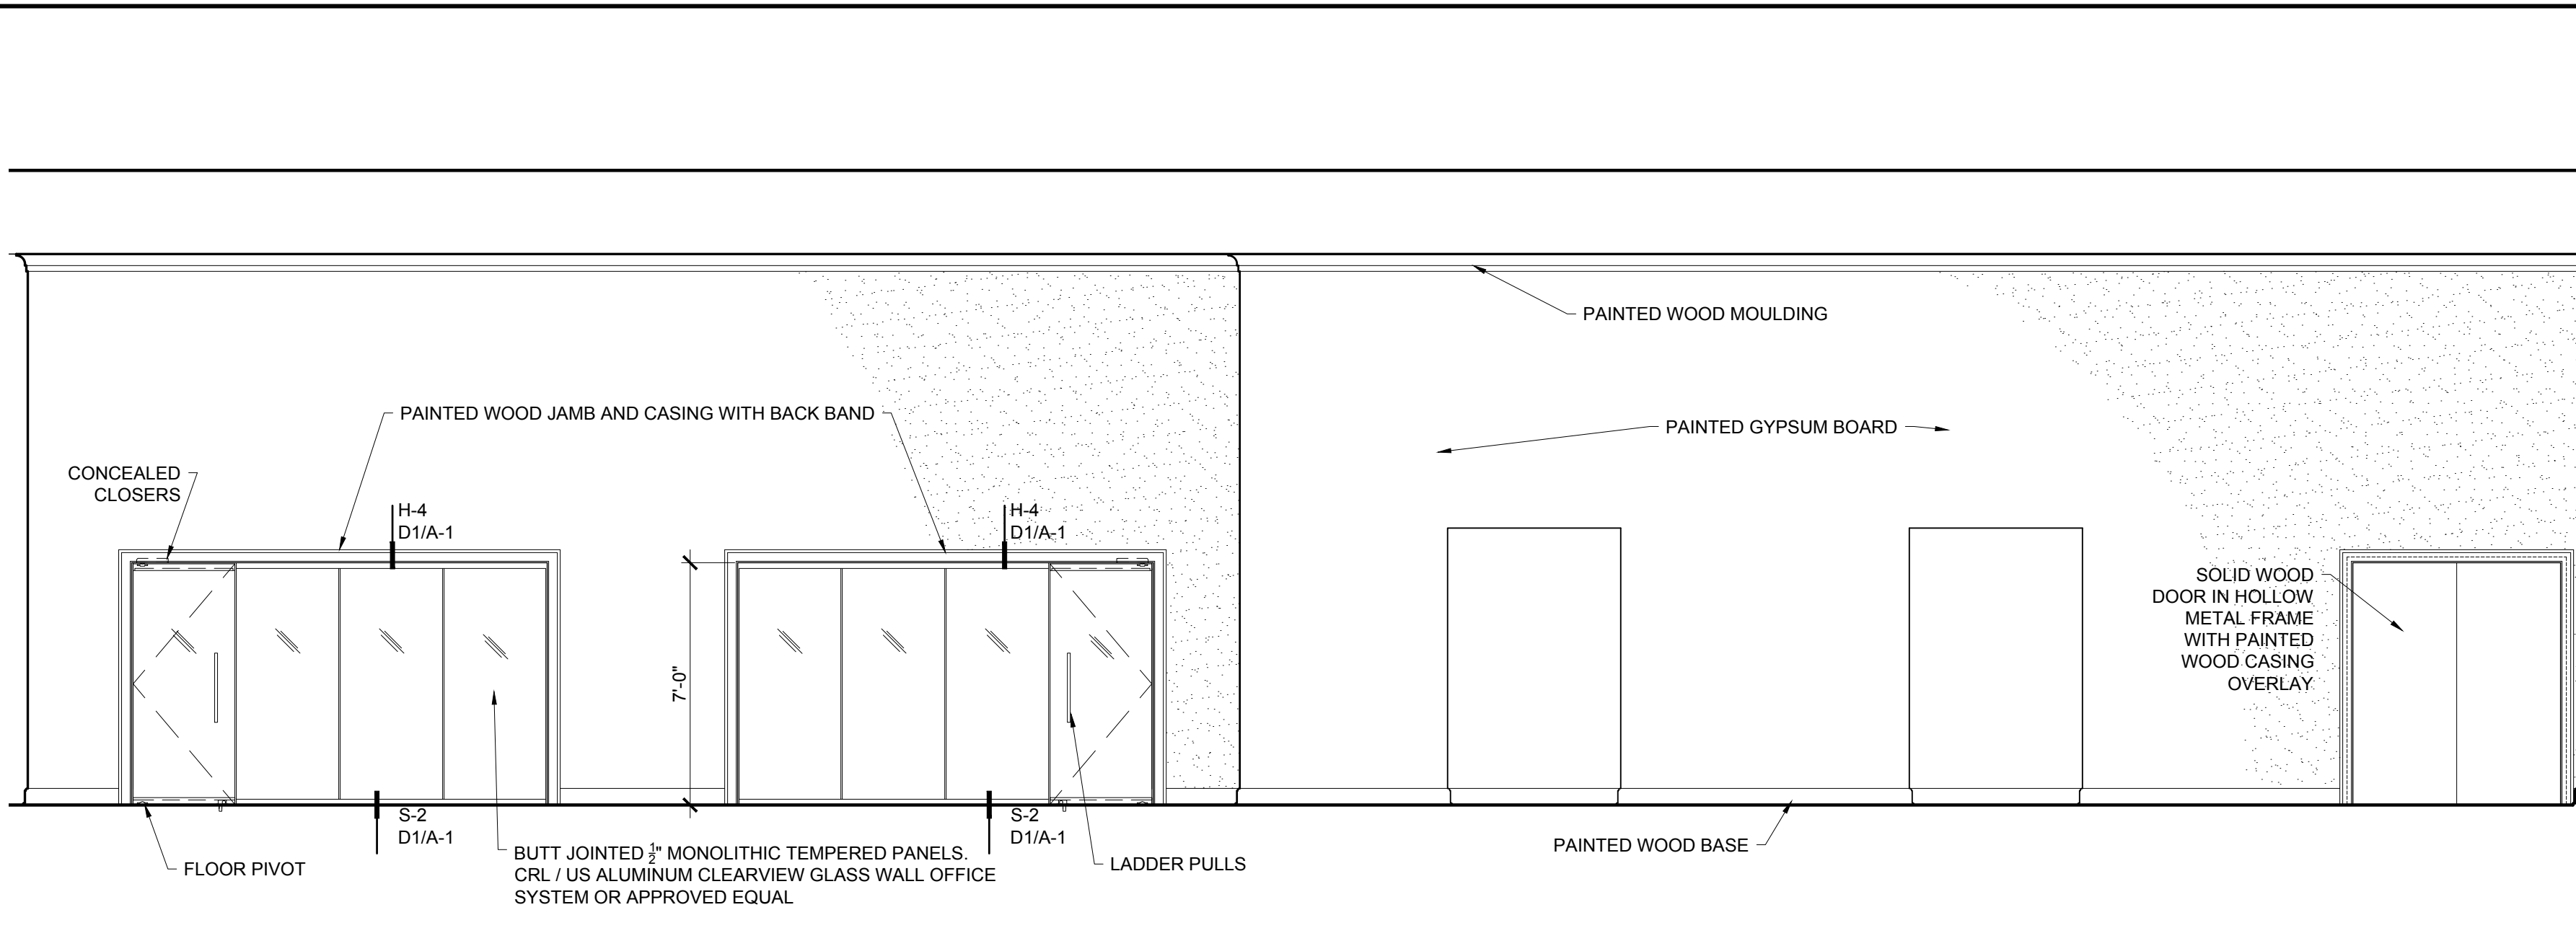 PAINTED WOOD MOULDING
PAINTED WOOD JAMB AND CASING WITH BACK BAND
PAINTED GYPSUM BOARD
CONCEALED
CLOSERS
H-4
D1/A-1
H-4
D1/A-1
SOLID WOOD
DOOR IN HOLLOW
METAL FRAME
WITH PAINTED
WOOD CASING
OVERLAY
7'-0"
S-2
D1/A-1
S-2
D1/A-1
FLOOR PIVOT
BUTT JOINTED 1/2" MONOLITHIC TEMPERED PANELS.
CRL / US ALUMINUM CLEARVIEW GLASS WALL OFFICE
SYSTEM OR APPROVED EQUAL
LADDER PULLS
PAINTED WOOD BASE